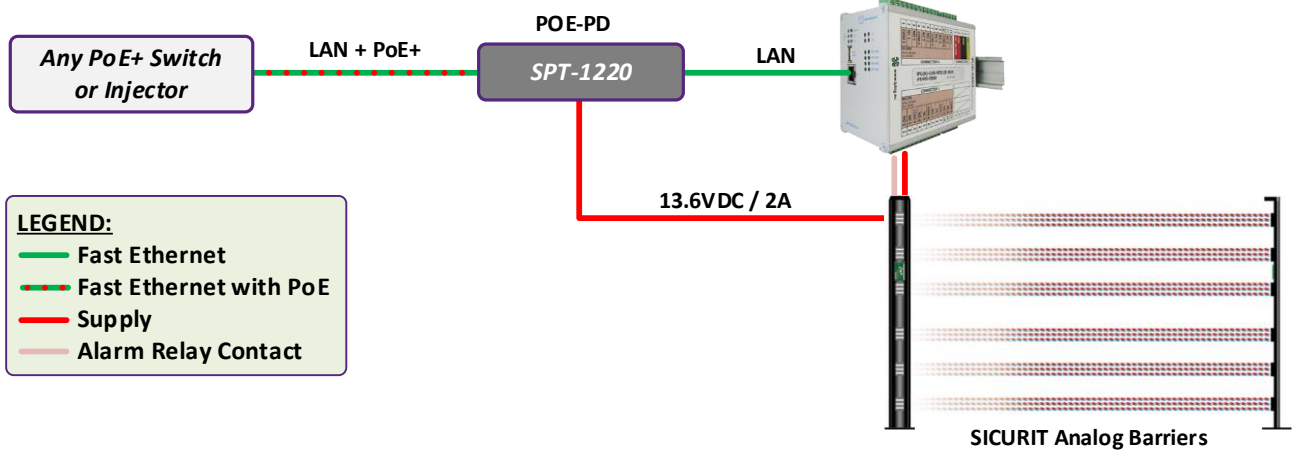 POE-PD
Any PoE+ Switch
or Injector
LAN + PoE+
SPT-1220
LAN
13.6VDC / 2A
LEGEND:
Fast Ethernet
Fast Ethernet with PoE
Supply
Alarm Relay Contact
SICURIT Analog Barriers